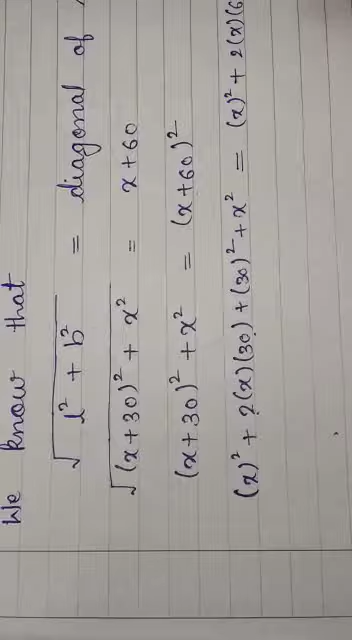 We know that
√(l² + b²) = diagonal of
√((x+30)² + x²) = x+60
(x+30)² + x² = (x+60)²
(x)² + 2(x)(30) + (30)² + x² = (x)² + 2(x)(6